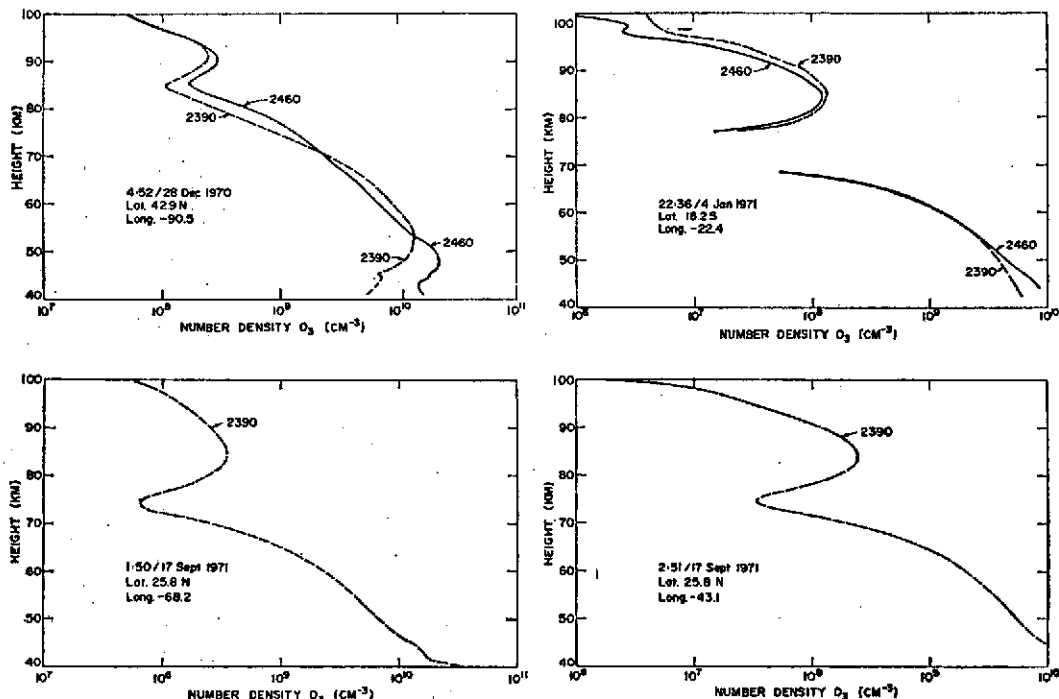 100
90
80
70
60
50
40
HEIGHT (KM)
2460
2390
4:52/28 Dec 1970
Lat. 42.9 N
Long. -90.5
2390
2460
10⁷
10⁸
10⁹
10¹⁰
10¹¹
NUMBER DENSITY O₃ (CM⁻³)
100
90
80
70
60
50
40
HEIGHT (KM)
2390
2460
22:36/4 Jan 1971
Lat. 18.2S
Long. -22.4
2460
2390
10⁶
10⁷
10⁸
10⁹
10¹⁰
NUMBER DENSITY O₃ (CM⁻³)
100
90
80
70
60
50
40
HEIGHT (KM)
2390
1:50/17 Sept 1971
Lat. 25.8 N
Long. -68.2
10⁷
10⁸
10⁹
10¹⁰
10¹¹
NUMBER DENSITY O₃ (CM⁻³)
100
90
80
70
60
50
40
HEIGHT (KM)
2390
2:51/17 Sept 1971
Lat. 25.8 N
Long. -43.1
10⁷
10¹⁰
NUMBER DENSITY O₃ (CM⁻³)